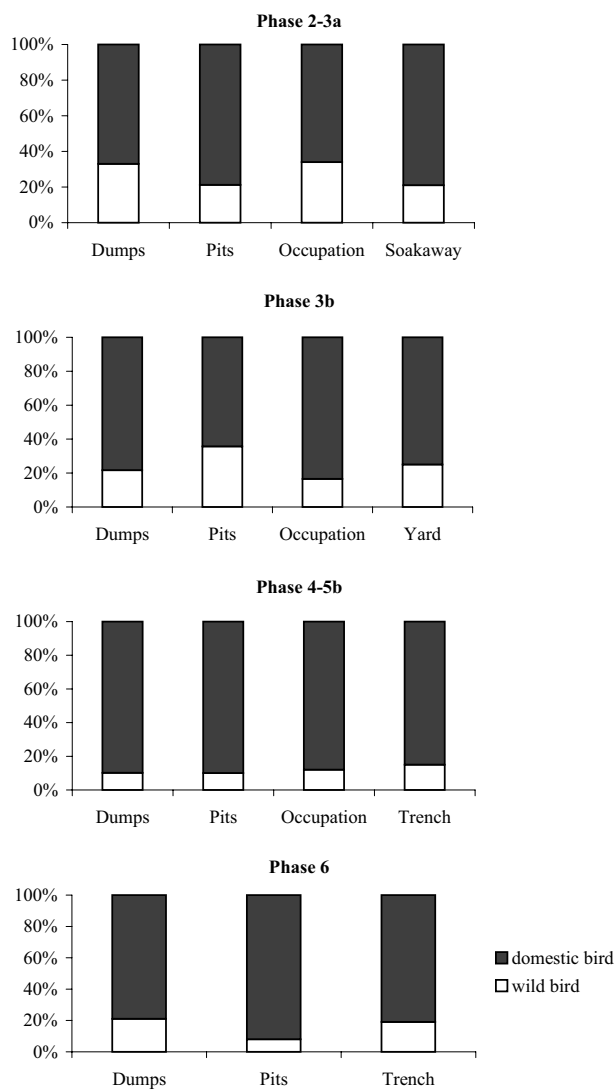 Phase 2-3a
100%
80%
60%
40%
20%
0%
Dumps Pits Occupation Soakaway
Phase 3b
100%
80%
60%
40%
20%
0%
Dumps Pits Occupation Yard
Phase 4-5b
100%
80%
60%
40%
20%
0%
Dumps Pits Occupation Trench
Phase 6
100%
80%
60%
40%
20%
0%
Dumps Pits Trench
domestic bird
wild bird